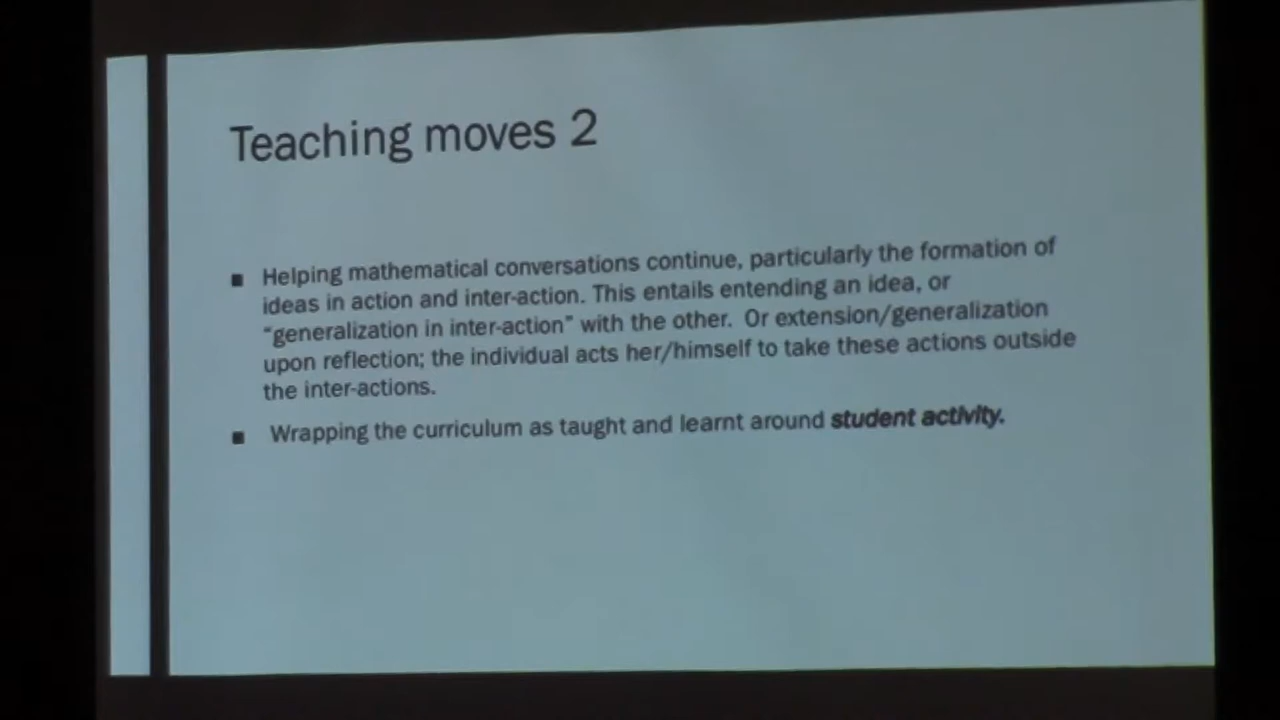 Teaching moves 2
▪ Helping mathematical conversations continue, particularly the formation of
ideas in action and inter-action. This entails entending an idea, or
“generalization in inter-action” with the other. Or extension/generalization
upon reflection; the individual acts her/himself to take these actions outside
the inter-actions.
▪ Wrapping the curriculum as taught and learnt around student activity.